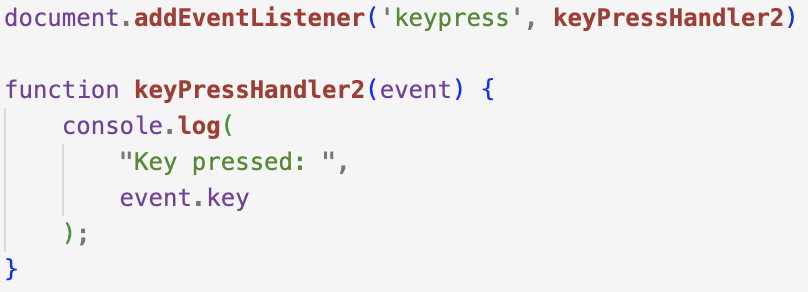 document.addEventListener('keypress', keyPressHandler2)
function keyPressHandler2(event) {
console.log(
"Key pressed: ",
event.key
);
}